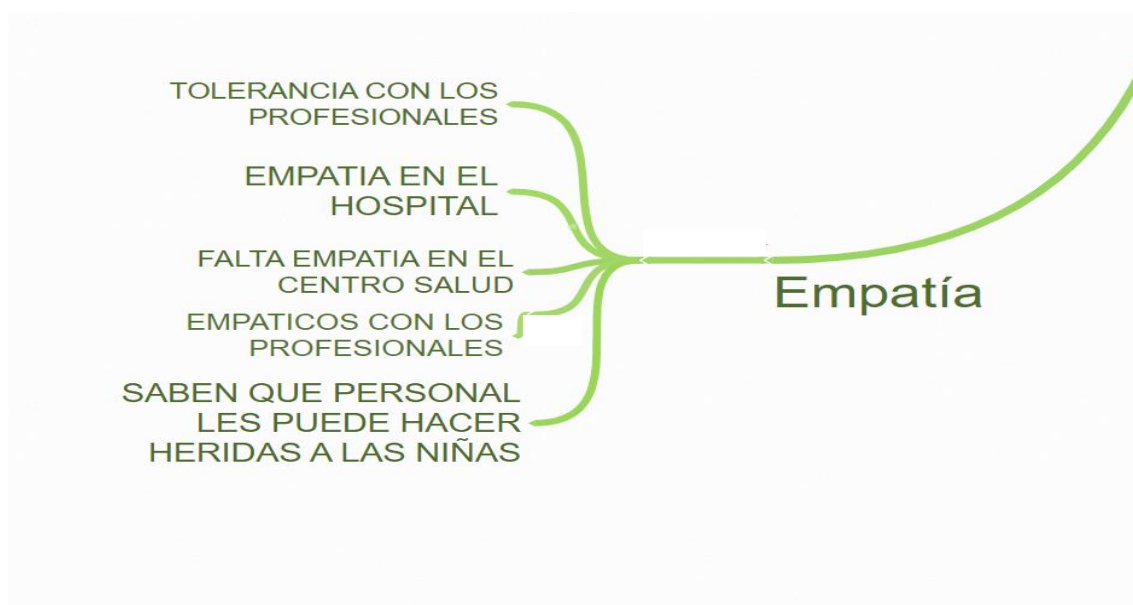 TOLERANCIA CON LOS
PROFESIONALES
EMPATIA EN EL
HOSPITAL
FALTA EMPATIA EN EL
CENTRO SALUD
EMPATICOS CON LOS
PROFESIONALES
SABEN QUE PERSONAL
LES PUEDE HACER
HERIDAS A LAS NIÑAS
Empatía